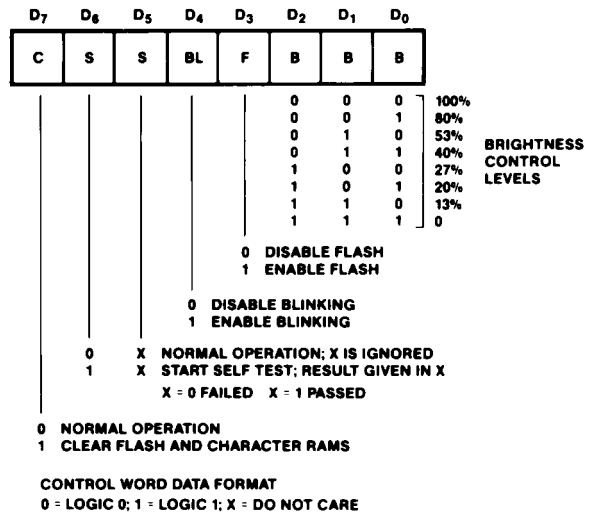 D7 D6 D5 D4 D3 D2 D1 D0
C S S BL F B B B
0 0 0 100%
0 0 1 80%
0 1 0 53%
0 1 1 40%
1 0 0 27%
1 0 1 20%
1 1 0 13%
1 1 1 0
BRIGHTNESS
CONTROL
LEVELS
0 DISABLE FLASH
1 ENABLE FLASH
0 DISABLE BLINKING
1 ENABLE BLINKING
0 X NORMAL OPERATION; X IS IGNORED
1 X START SELF TEST; RESULT GIVEN IN X
X = 0 FAILED X = 1 PASSED
0 NORMAL OPERATION
1 CLEAR FLASH AND CHARACTER RAMS
CONTROL WORD DATA FORMAT
0 = LOGIC 0; 1 = LOGIC 1; X = DO NOT CARE